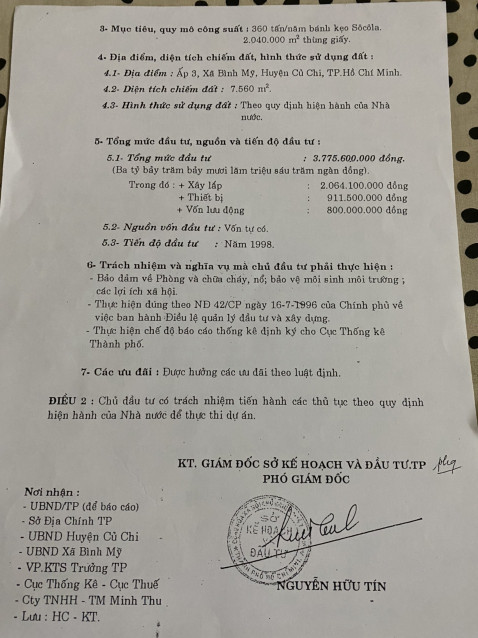 3- Mục tiêu, quy mô công suất : 360 tấn/năm bánh kẹo Sôcôla.
2.040.000 m² thùng giấy.
4- Địa điểm, diện tích chiếm đất, hình thức sử dụng đất :
4.1- Địa điểm : Ấp 3, Xã Bình Mỹ, Huyện Củ Chi, TP.Hồ Chí Minh.
4.2- Diện tích chiếm đất : 7.560 m².
4.3- Hình thức sử dụng đất : Theo quy định hiện hành của Nhà
nước.
5- Tổng mức đầu tư, nguồn và tiến độ đầu tư :
5.1- Tổng mức đầu tư : 3.775.600.000 đồng.
(Ba tỷ bảy trăm bảy mươi lăm triệu sáu trăm ngàn đồng).
Trong đó : + Xây lắp : 2.064.100.000 đồng
+ Thiết bị : 911.500.000 đồng
+ Vốn lưu động : 800.000.000 đồng
5.2- Nguồn vốn đầu tư : Vốn tự có.
5.3- Tiến độ đầu tư : Năm 1998.
6- Trách nhiệm và nghĩa vụ mà chủ đầu tư phải thực hiện :
- Bảo đảm về Phòng và chữa cháy, nổ; bảo vệ môi sinh môi trường ;
các lợi ích xã hội.
- Thực hiện đúng theo NĐ 42/CP ngày 16-7-1996 của Chính phủ về
việc ban hành Điều lệ quản lý đầu tư và xây dựng.
- Thực hiện chế độ báo cáo thống kê định kỳ cho Cục Thống kê
Thành phố.
7- Các ưu đãi : Được hưởng các ưu đãi theo luật định.
ĐIỀU 2 : Chủ đầu tư có trách nhiệm tiến hành các thủ tục theo quy định
hiện hành của Nhà nước để thực thi dự án.
KT. GIÁM ĐỐC SỞ KẾ HOẠCH VÀ ĐẦU TƯ.TP
PHÓ GIÁM ĐỐC
Nơi nhận :
- UBND/TP (để báo cáo)
- Sở Địa Chính TP
- UBND Huyện Củ Chi
- UBND Xã Bình Mỹ
- VP.KTS Trưởng TP
- Cục Thống Kê - Cục Thuế
- Cty TNHH - TM Minh Thu
- Lưu : HC - KT.
SỞ
KẾ HOẠCH
VÀ
ĐẦU TƯ
NGUYỄN HỮU TÍN